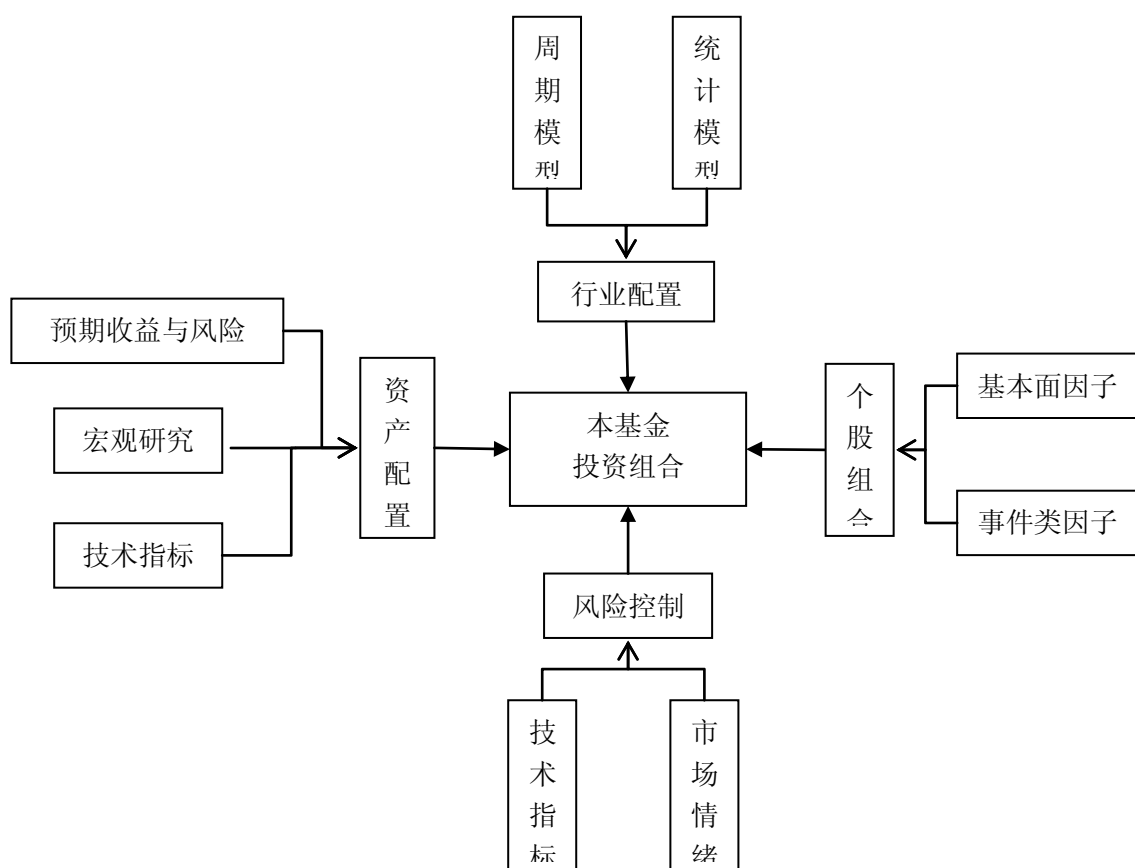 周期模型
统计模型
行业配置
预期收益与风险
宏观研究
技术指标
资产配置
本基金
投资组合
个股组合
基本面因子
事件类因子
风险控制
技术指标
市场情绪